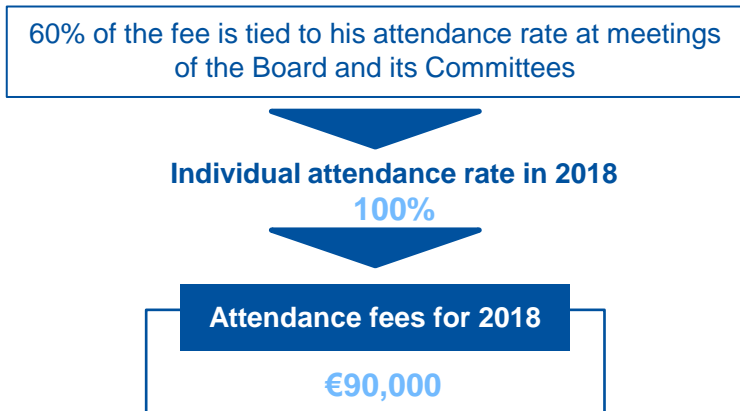 60% of the fee is tied to his attendance rate at meetings
of the Board and its Committees
Individual attendance rate in 2018
100%
Attendance fees for 2018
€90,000